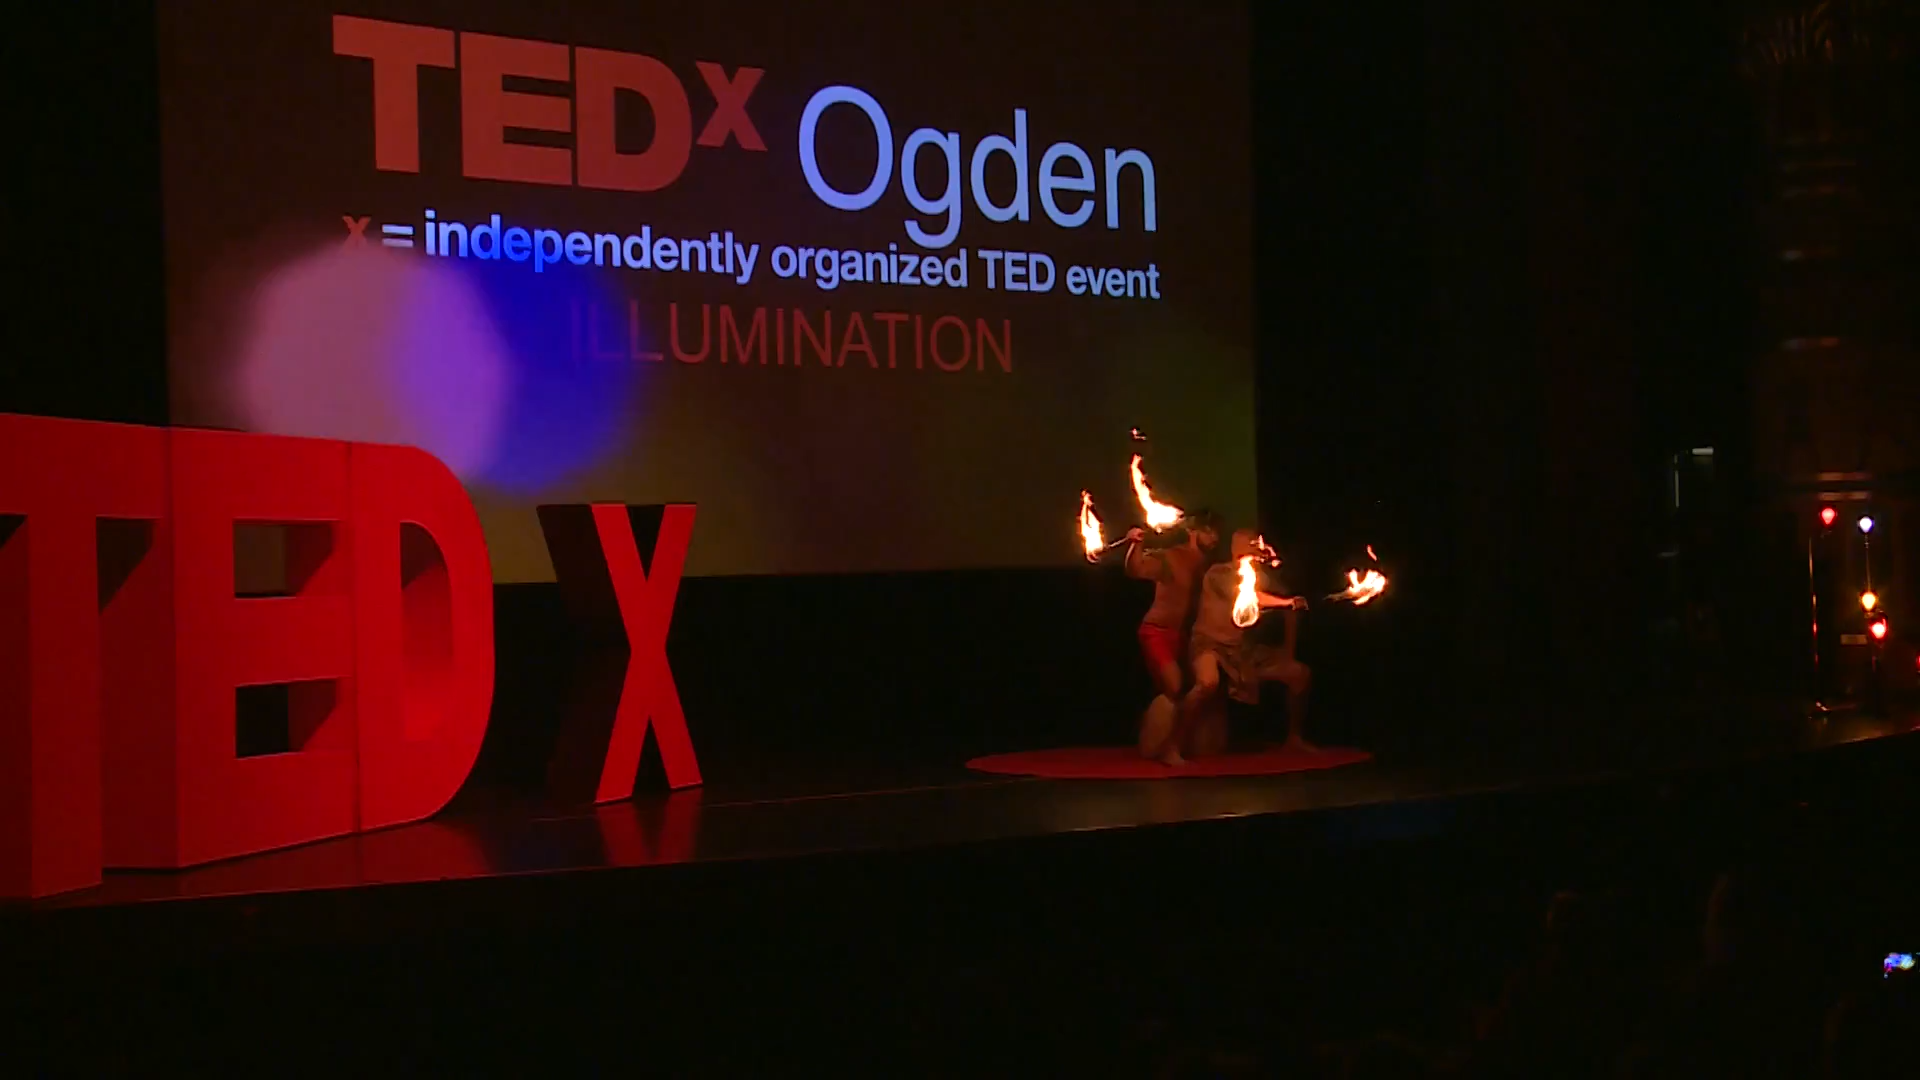 TEDx Ogden
x = independently organized TED event
ILLUMINATION
TEDX